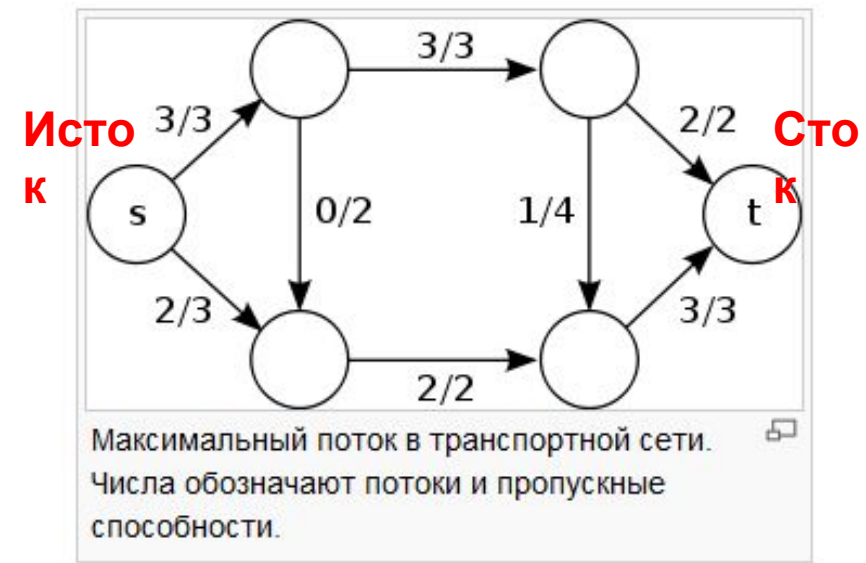 3/3
Исто
к
3/3
2/2
Сто
к
s
0/2
1/4
t
2/3
3/3
2/2
Максимальный поток в транспортной сети.
Числа обозначают потоки и пропускные
способности.